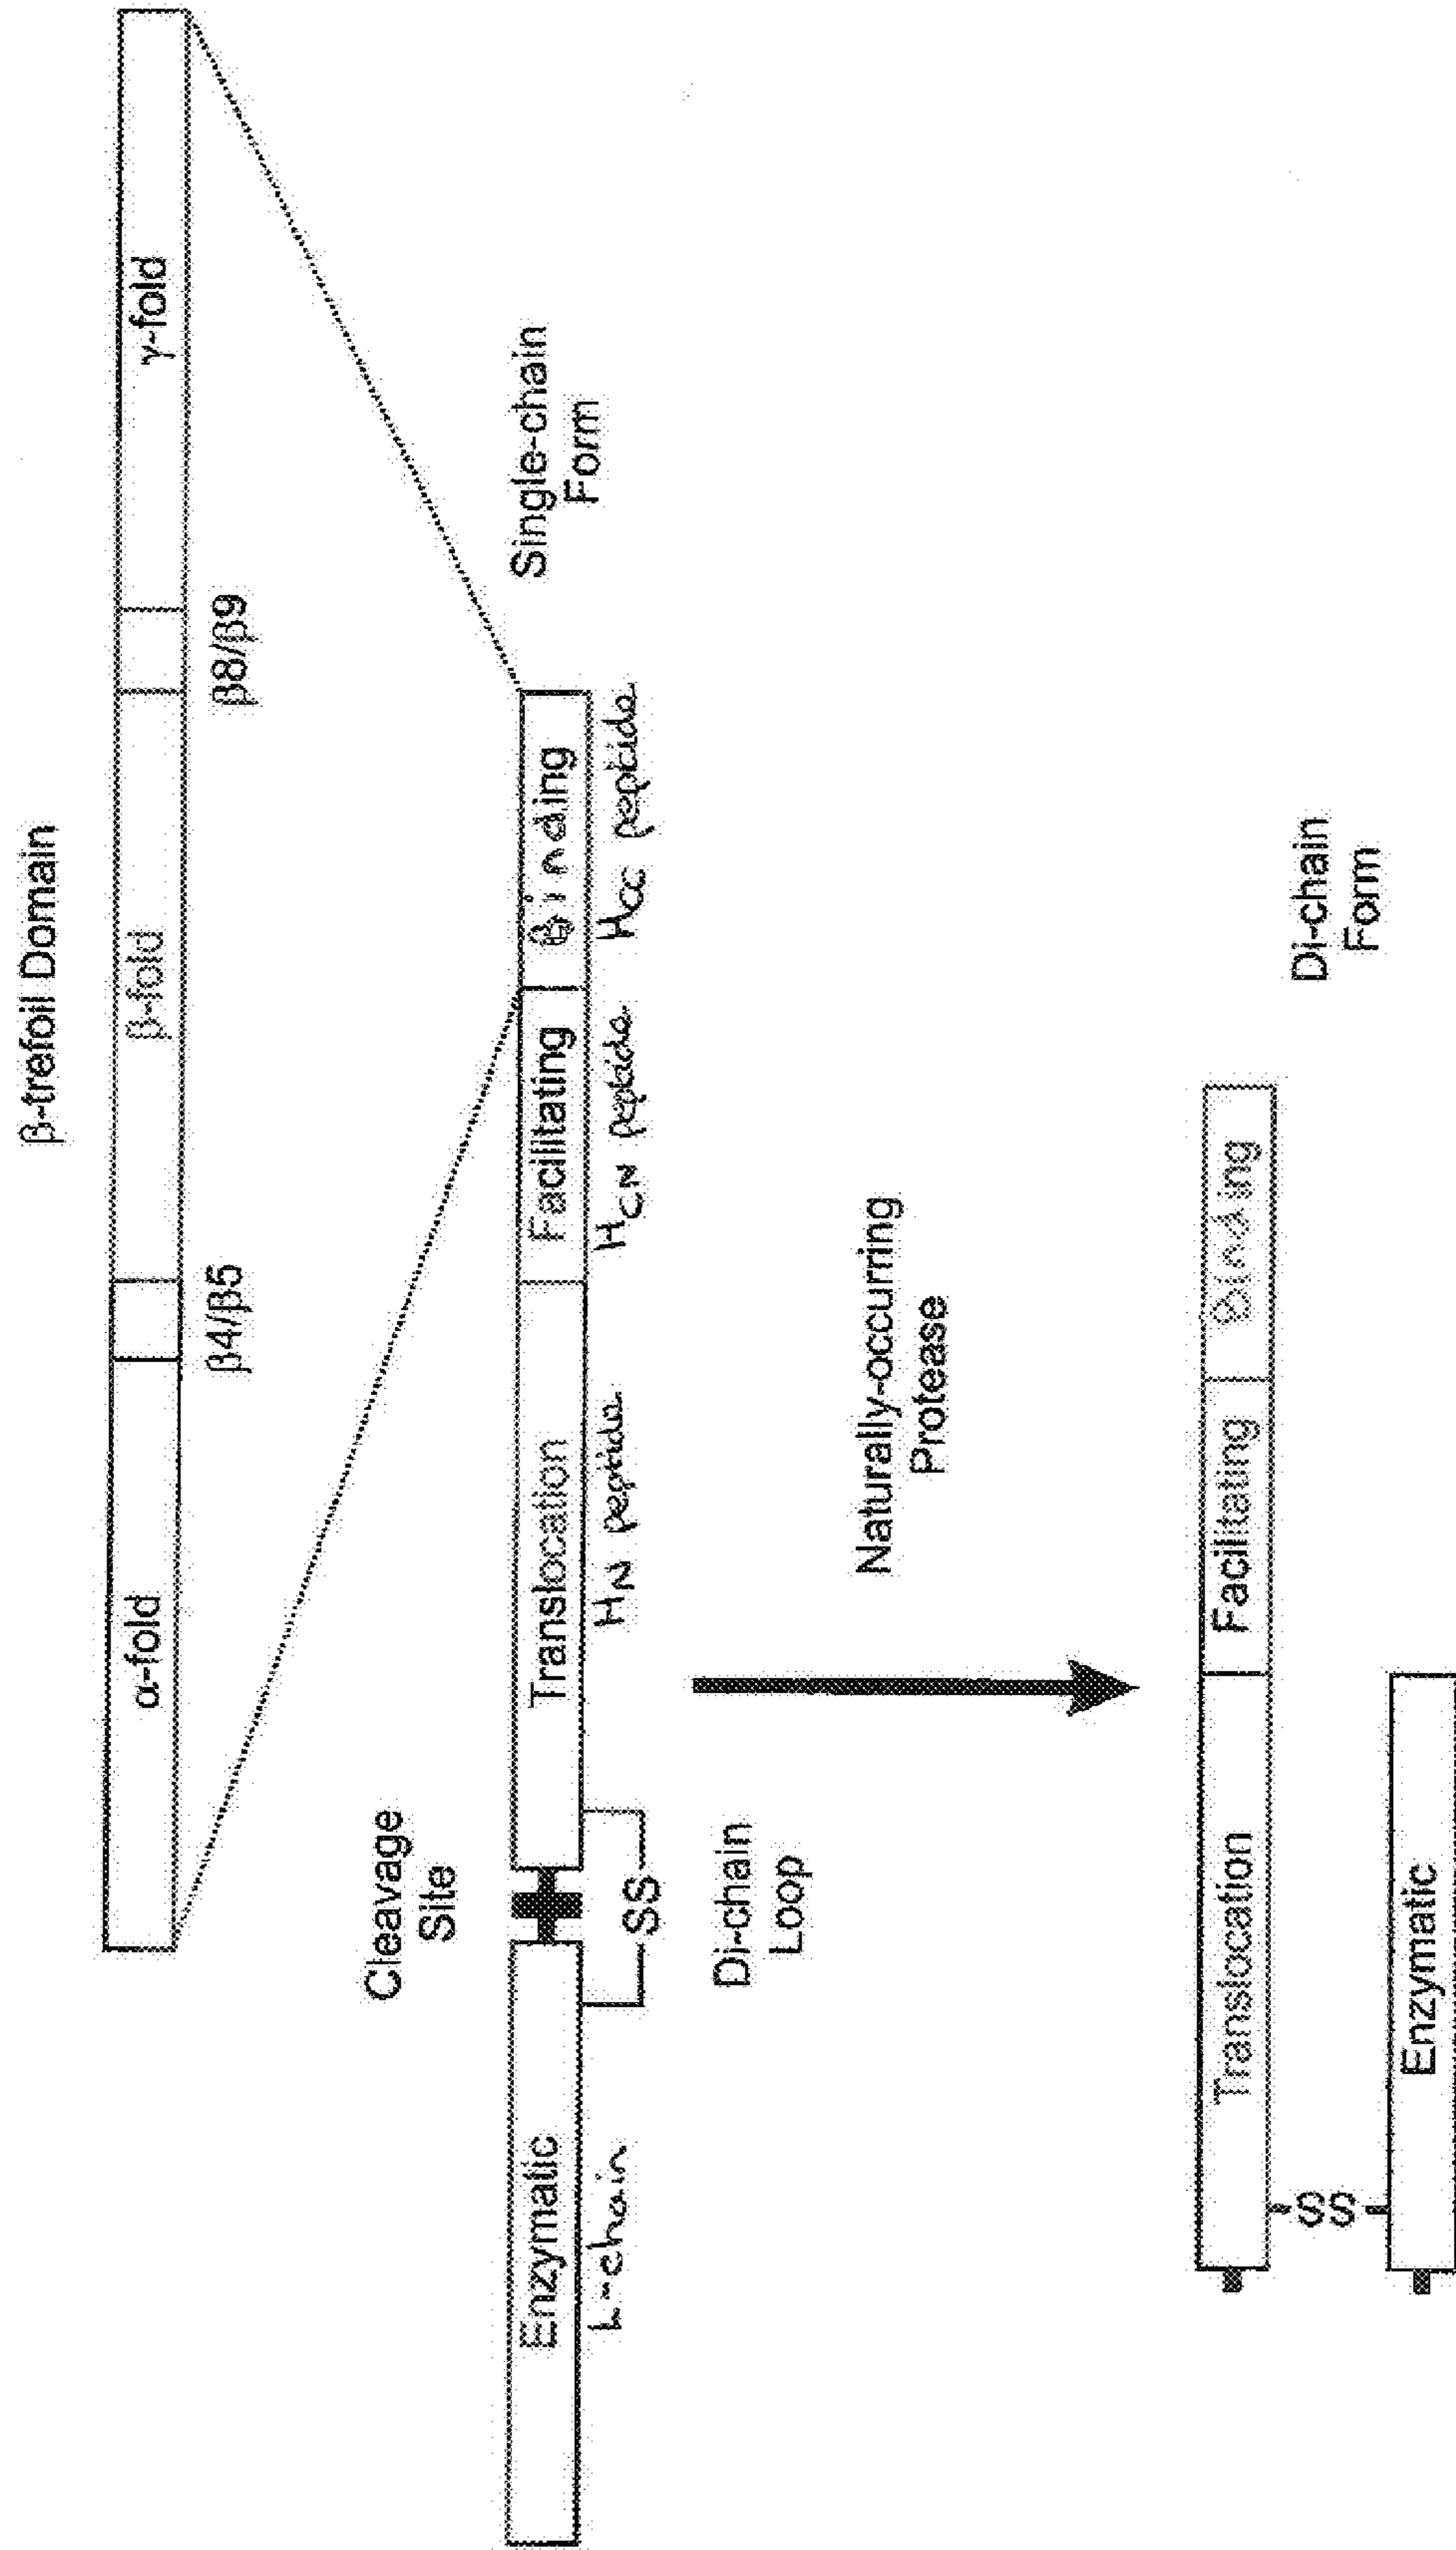 β-trefoil Domain
α-fold
β-fold
γ-fold
β4/β5
β8/β9
Cleavage
Site
Single-chain
Form
Enzymatic
Translocation
Facilitating
Binding
L-chain
SS
HN peptide
HCN peptide
HCC peptide
Di-chain
Loop
Naturally-occurring
Protease
Translocation
Facilitating
Binding
Di-chain
Form
SS
Enzymatic